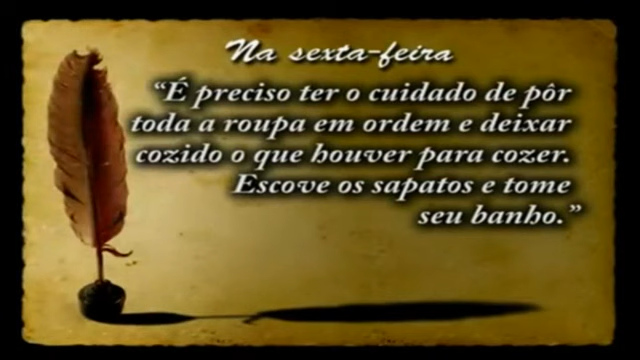 Na sexta-feira
“É preciso ter o cuidado de pôr
toda a roupa em ordem e deixar
cozido o que houver para cozer.
Escove os sapatos e tome
seu banho.”